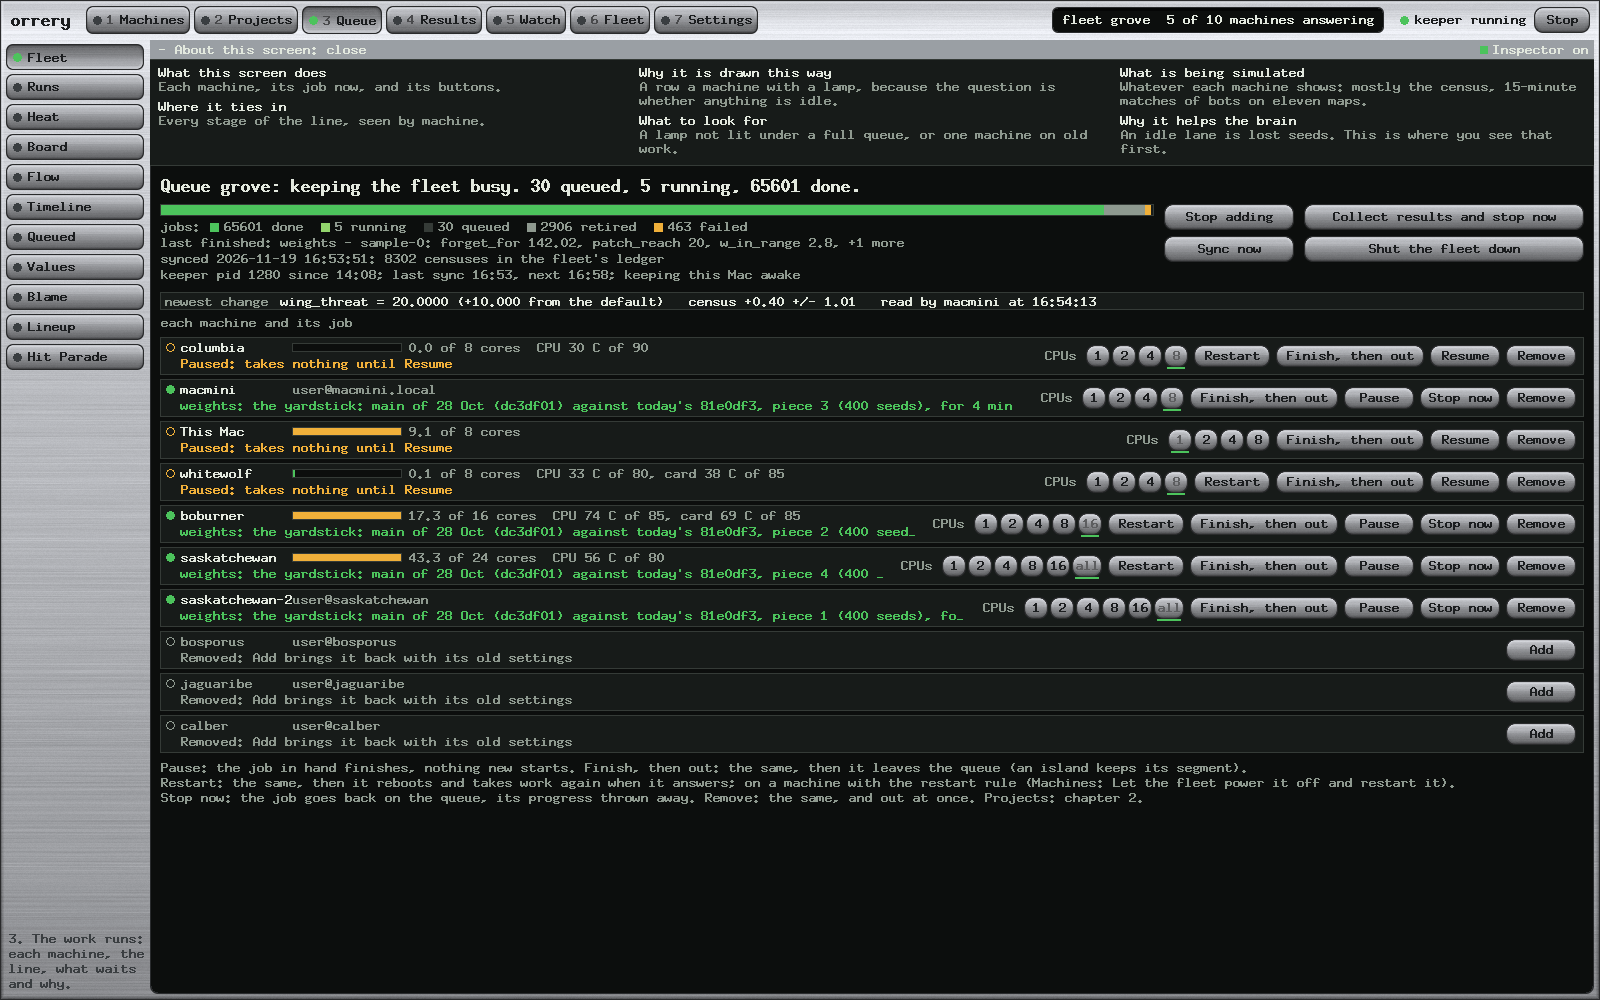 orrery
1 Machines
2 Projects
3 Queue
4 Results
5 Watch
6 Fleet
7 Settings
fleet grove 5 of 10 machines answering
keeper running
Stop
Fleet
Runs
Heat
Board
Flow
Timeline
Queued
Values
Blame
Lineup
Hit Parade
3. The work runs:
each machine, the
line, what waits
and why.
- About this screen: close
Inspector on
What this screen does
Each machine, its job now, and its buttons.
Where it ties in
Every stage of the line, seen by machine.
Why it is drawn this way
A row a machine with a lamp, because the question is
whether anything is idle.
What to look for
A lamp not lit under a full queue, or one machine on old
work.
What is being simulated
Whatever each machine shows: mostly the census, 15-minute
matches of bots on eleven maps.
Why it helps the brain
An idle lane is lost seeds. This is where you see that
first.
Queue grove: keeping the fleet busy. 30 queued, 5 running, 65601 done.
jobs: 65601 done 5 running 30 queued 2906 retired 463 failed
last finished: weights - sample-0: forget_for 142.02, patch_reach 20, w_in_range 2.8, +1 more
synced 2026-11-19 16:53:51: 8302 censuses in the fleet's ledger
keeper pid 1280 since 14:08; last sync 16:53, next 16:58; keeping this Mac awake
Stop adding
Collect results and stop now
Sync now
Shut the fleet down
newest change wing_threat = 20.0000 (+10.000 from the default) census +0.40 +/- 1.01 read by macmini at 16:54:13
each machine and its job
columbia 0.0 of 8 cores CPU 30 C of 90
Paused: takes nothing until Resume
CPUs 1 2 4 8 Restart Finish, then out Resume Remove
macmini user@macmini.local
weights: the yardstick: main of 28 Oct (dc3df01) against today's 81e0df3, piece 3 (400 seeds), for 4 min
CPUs 1 2 4 8 Finish, then out Pause Stop now Remove
This Mac 9.1 of 8 cores
Paused: takes nothing until Resume
CPUs 1 2 4 8 Finish, then out Resume Remove
whitewolf 0.1 of 8 cores CPU 33 C of 80, card 38 C of 85
Paused: takes nothing until Resume
CPUs 1 2 4 8 Restart Finish, then out Resume Remove
boburner 17.3 of 16 cores CPU 74 C of 85, card 69 C of 85
weights: the yardstick: main of 28 Oct (dc3df01) against today's 81e0df3, piece 2 (400 seed_
CPUs 1 2 4 8 16 Restart Finish, then out Pause Stop now Remove
saskatchewan 43.3 of 24 cores CPU 56 C of 80
weights: the yardstick: main of 28 Oct (dc3df01) against today's 81e0df3, piece 4 (400 _
CPUs 1 2 4 8 16 all Restart Finish, then out Pause Stop now Remove
saskatchewan-2user@saskatchewan
weights: the yardstick: main of 28 Oct (dc3df01) against today's 81e0df3, piece 1 (400 seeds), fo_
CPUs 1 2 4 8 16 all Finish, then out Pause Stop now Remove
bosporus user@bosporus
Removed: Add brings it back with its old settings
Add
jaguaribe user@jaguaribe
Removed: Add brings it back with its old settings
Add
calber user@calber
Removed: Add brings it back with its old settings
Add
Pause: the job in hand finishes, nothing new starts. Finish, then out: the same, then it leaves the queue (an island keeps its segment).
Restart: the same, then it reboots and takes work again when it answers; on a machine with the restart rule (Machines: Let the fleet power it off and restart it).
Stop now: the job goes back on the queue, its progress thrown away. Remove: the same, and out at once. Projects: chapter 2.